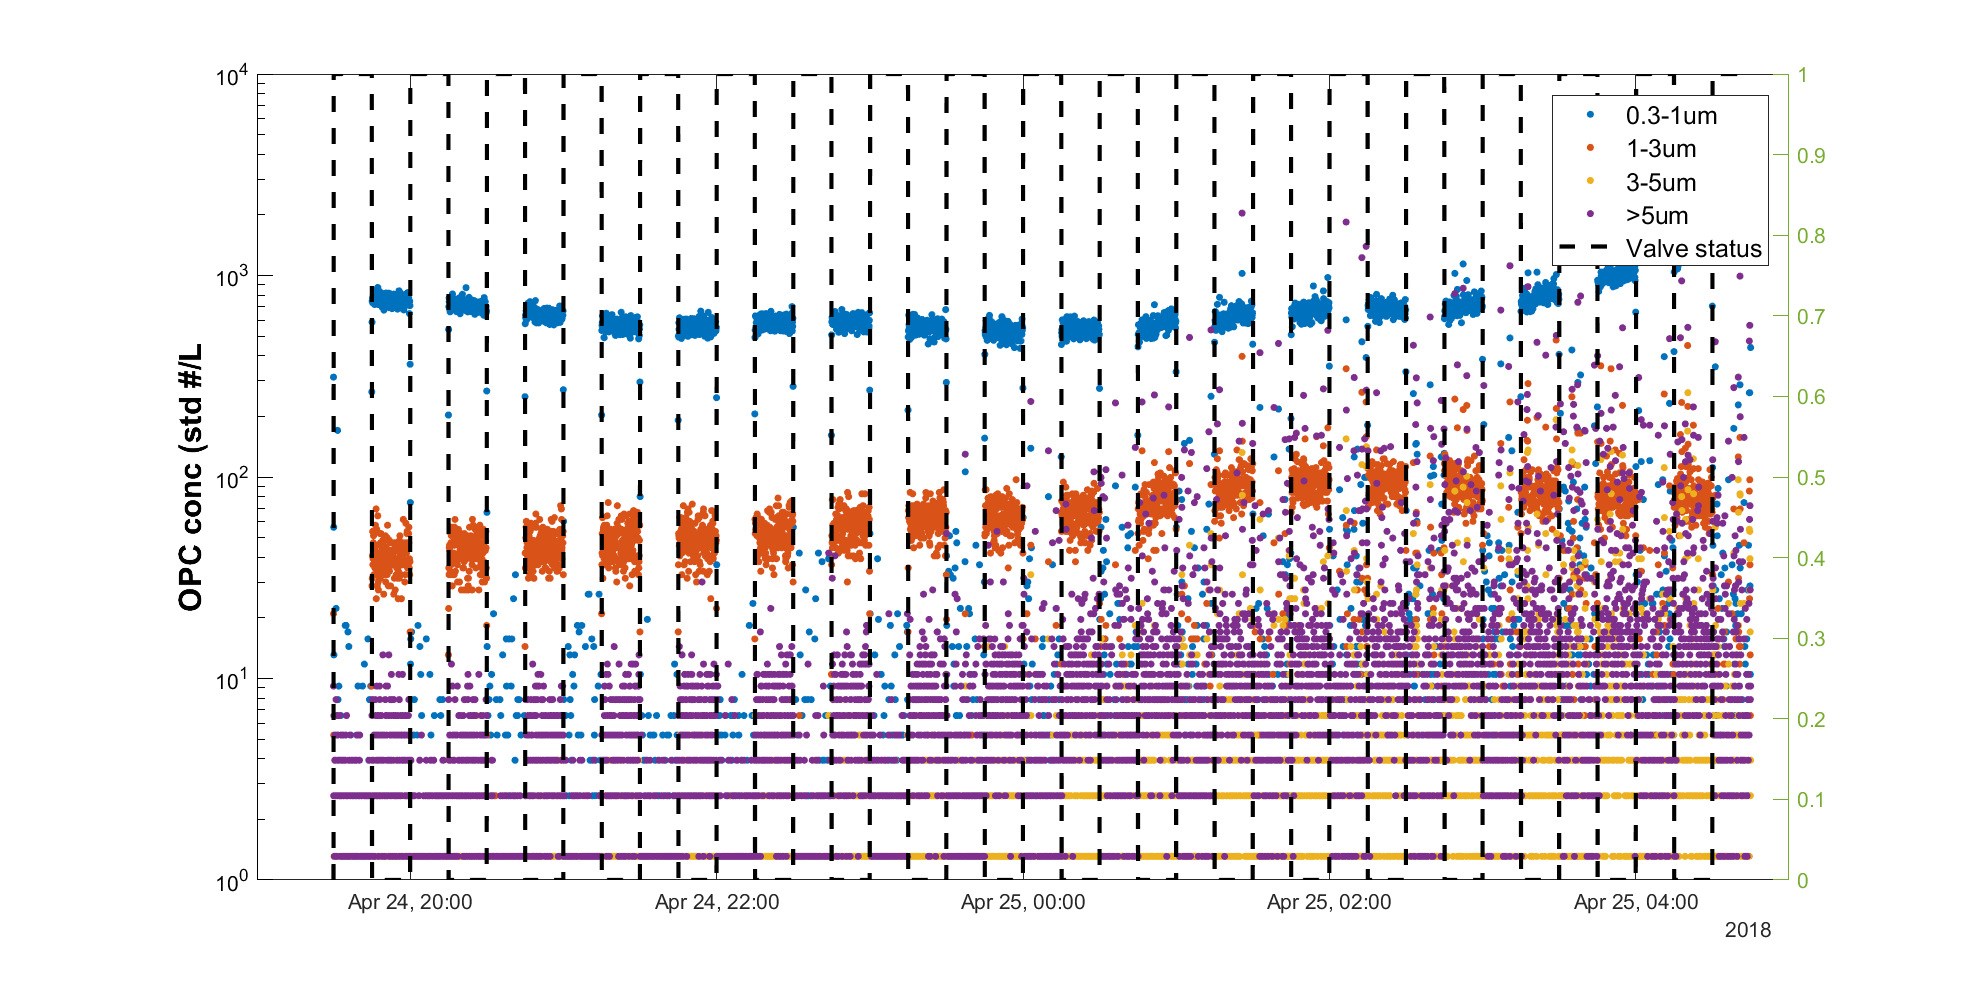 10^4
10^3
10^2
10^1
10^0
OPC conc (std #/L
1
0.9
0.8
0.7
0.6
0.5
0.4
0.3
0.2
0.1
0
0.3-1um
1-3um
3-5um
>5um
Valve status
Apr 24, 20:00
Apr 24, 22:00
Apr 25, 00:00
Apr 25, 02:00
Apr 25, 04:00
2018